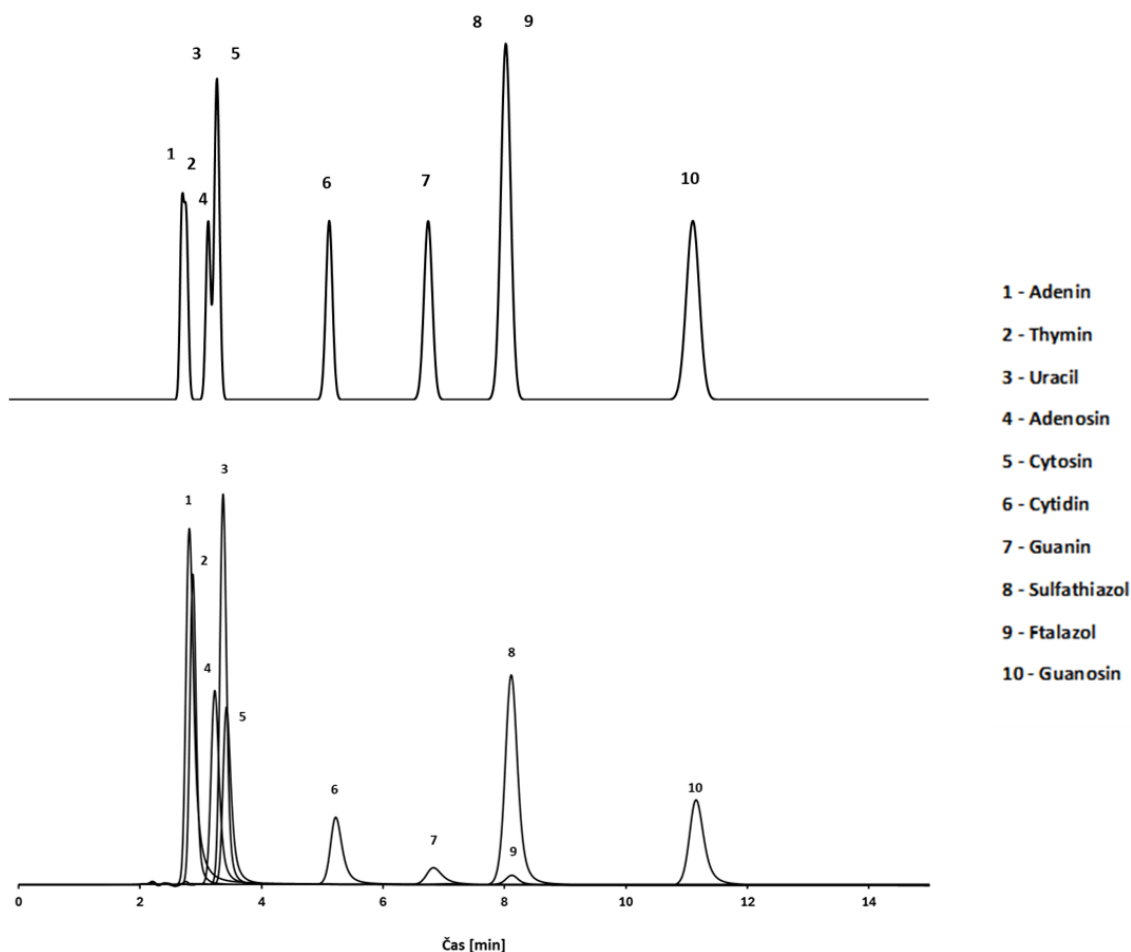 8 9
3 5
1
2
4
6
7
10
1 - Adenin
2 - Thymin
3 - Uracil
4 - Adenosin
5 - Cytosin
6 - Cytidin
7 - Guanin
8 - Sulfathiazol
9 - Ftalazol
10 - Guanosin
3
1
2
4
8
5
6
10
7
9
0 2 4 6 8 10 12 14
Čas [min]